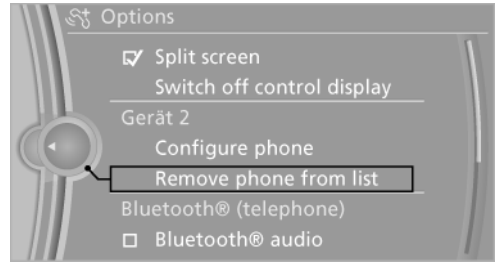 Options
Split screen
Switch off control display
Gerät 2
Configure phone
Remove phone from list
Bluetooth® (telephone)
Bluetooth® audio